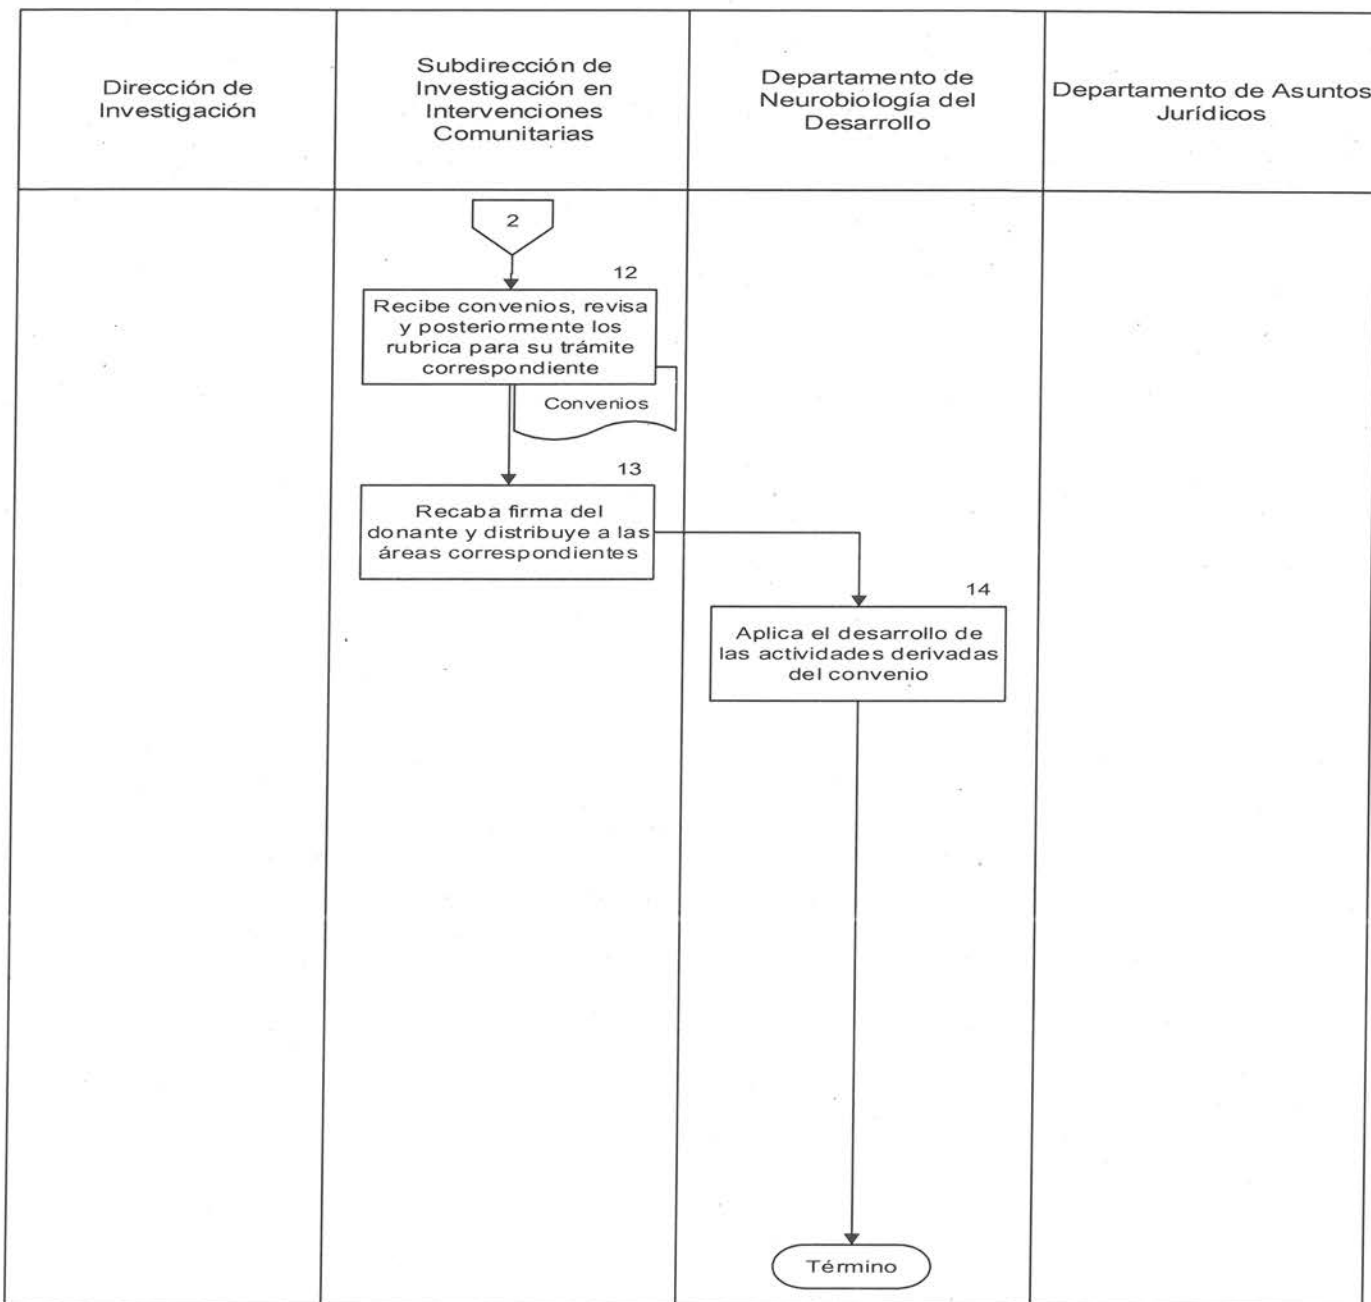 Dirección de
Investigación
Subdirección de
Investigación en
Intervenciones
Comunitarias
Departamento de
Neurobiología del
Desarrollo
Departamento de Asuntos
Jurídicos
2
12
Recibe convenios, revisa
y posteriormente los
rubrica para su trámite
correspondiente
Convenios
13
Recaba firma del
donante y distribuye a las
áreas correspondientes
14
Aplica el desarrollo de
las actividades derivadas
del convenio
Término